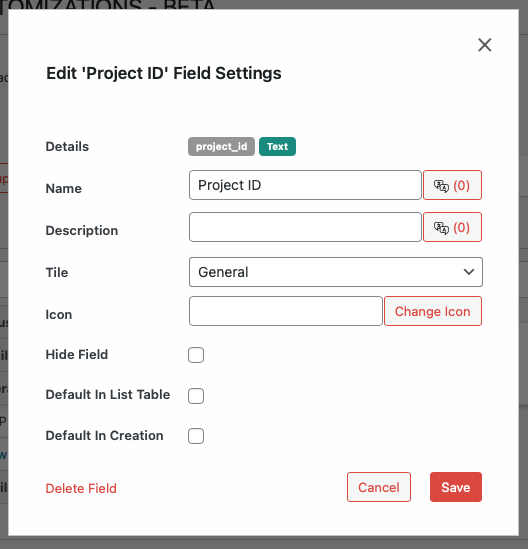 TOMIZATIONS - BETA
Edit 'Project ID' Field Settings
Details project_id Text
Name Project ID (0)
Description (0)
Tile General
Icon Change Icon
Hide Field
Default In List Table
Default In Creation
Delete Field Cancel Save